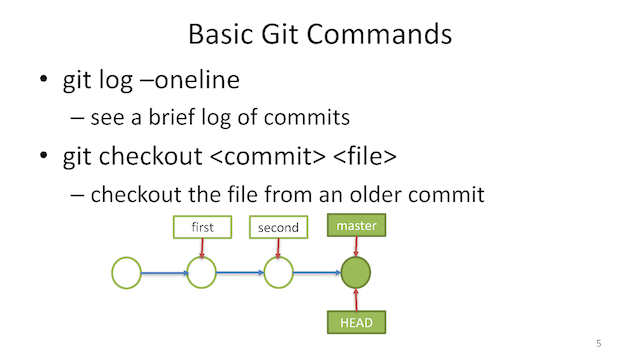 Basic Git Commands
• git log –oneline
– see a brief log of commits
• git checkout <commit> <file>
– checkout the file from an older commit
first
second
master
HEAD
5